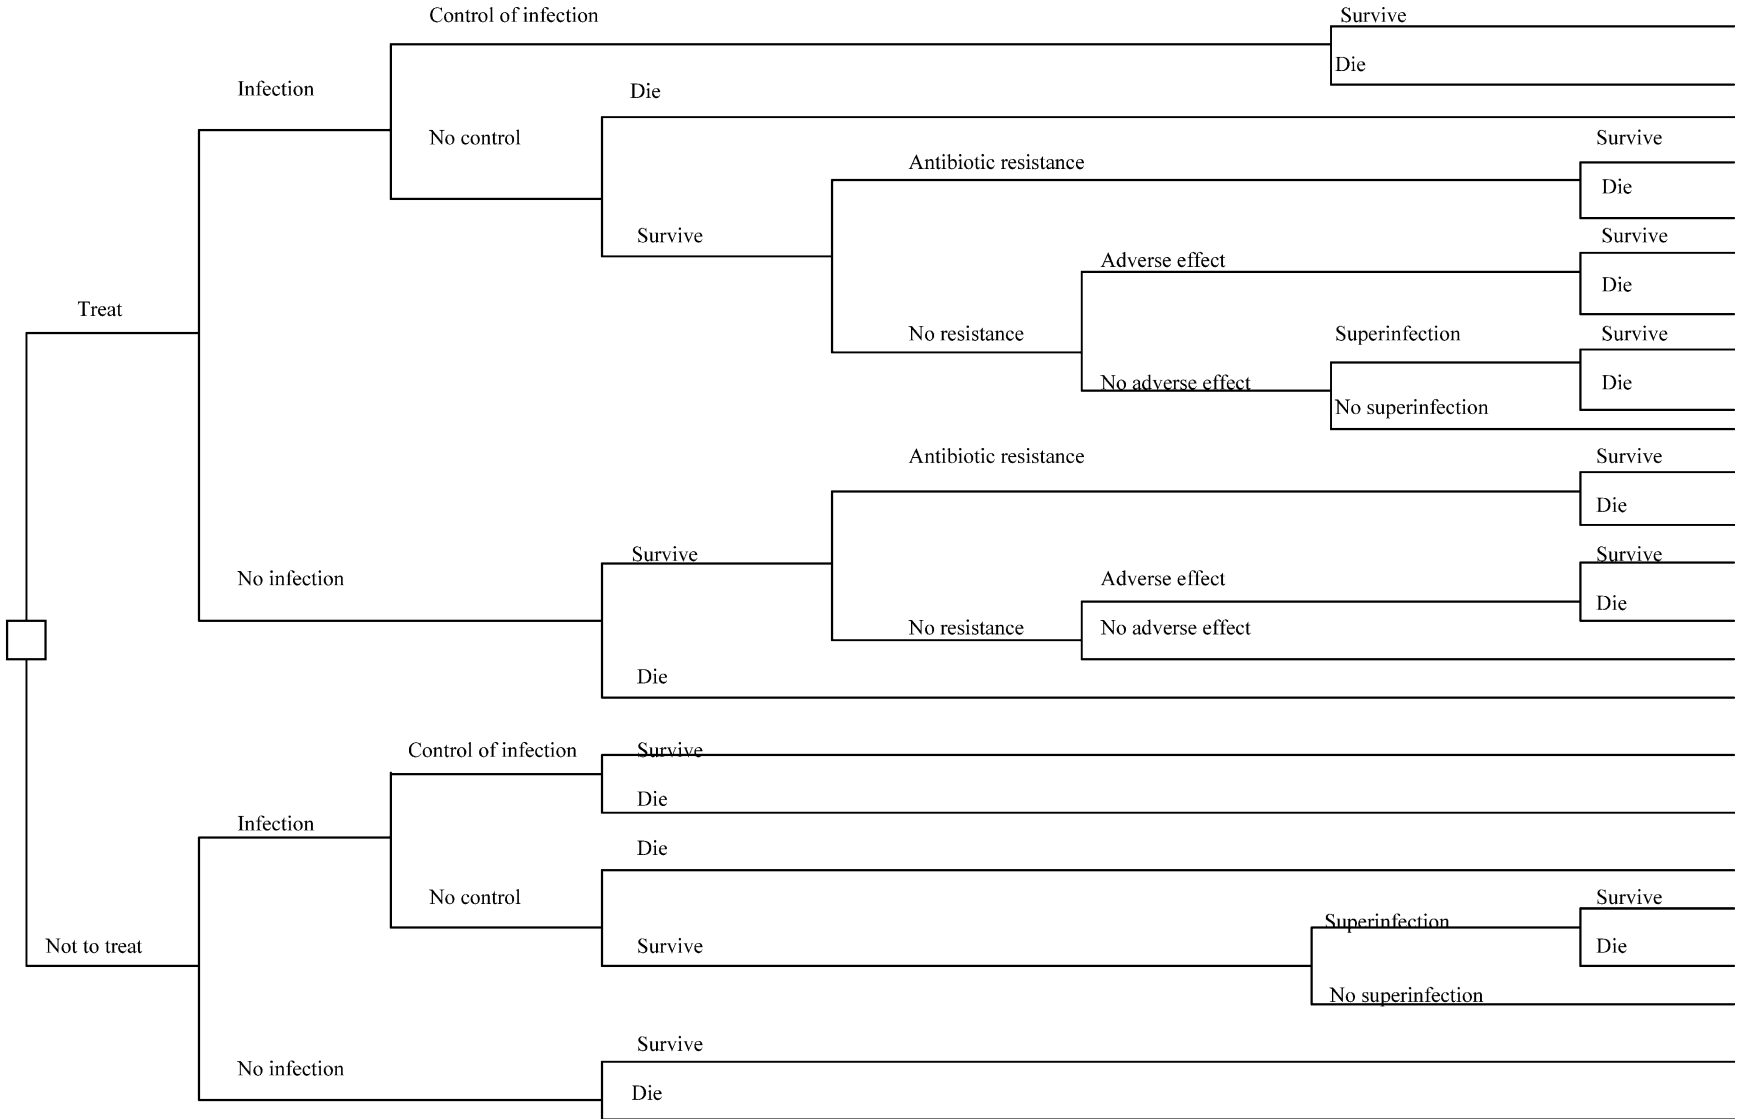 Control of infection
Survive
Die
Infection
Die
No control
Survive
Antibiotic resistance
Die
Survive
Survive
Adverse effect
Die
Treat
No resistance
Superinfection
Survive
No adverse effect
Die
No superinfection
Antibiotic resistance
Survive
Die
Survive
Survive
No infection
Adverse effect
Die
No resistance
No adverse effect
Die
Control of infection
Survive
Die
Infection
Die
No control
Survive
Superinfection
Not to treat
Survive
Die
No superinfection
Survive
No infection
Die